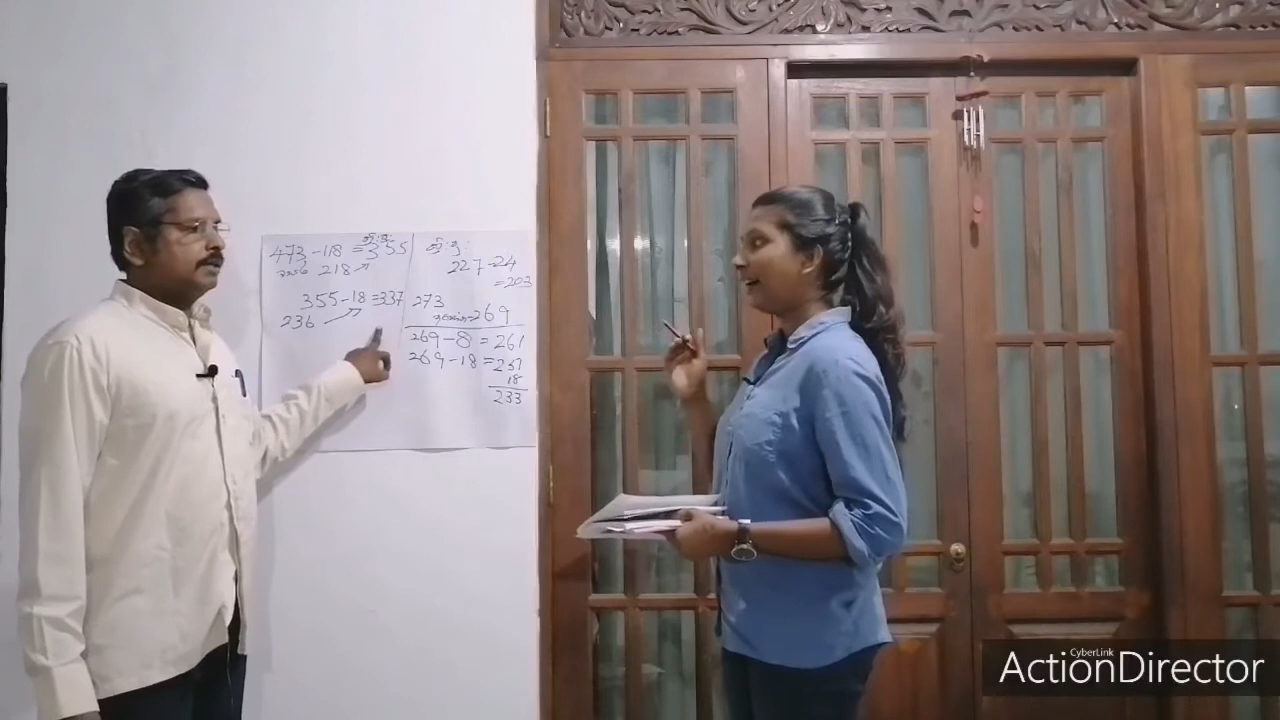 473-118 = 355
218
355-18=337
236
227-24
=203
273
269
269-8 = 261
269-18 = 251
18
233
CyberLink
ActionDirector